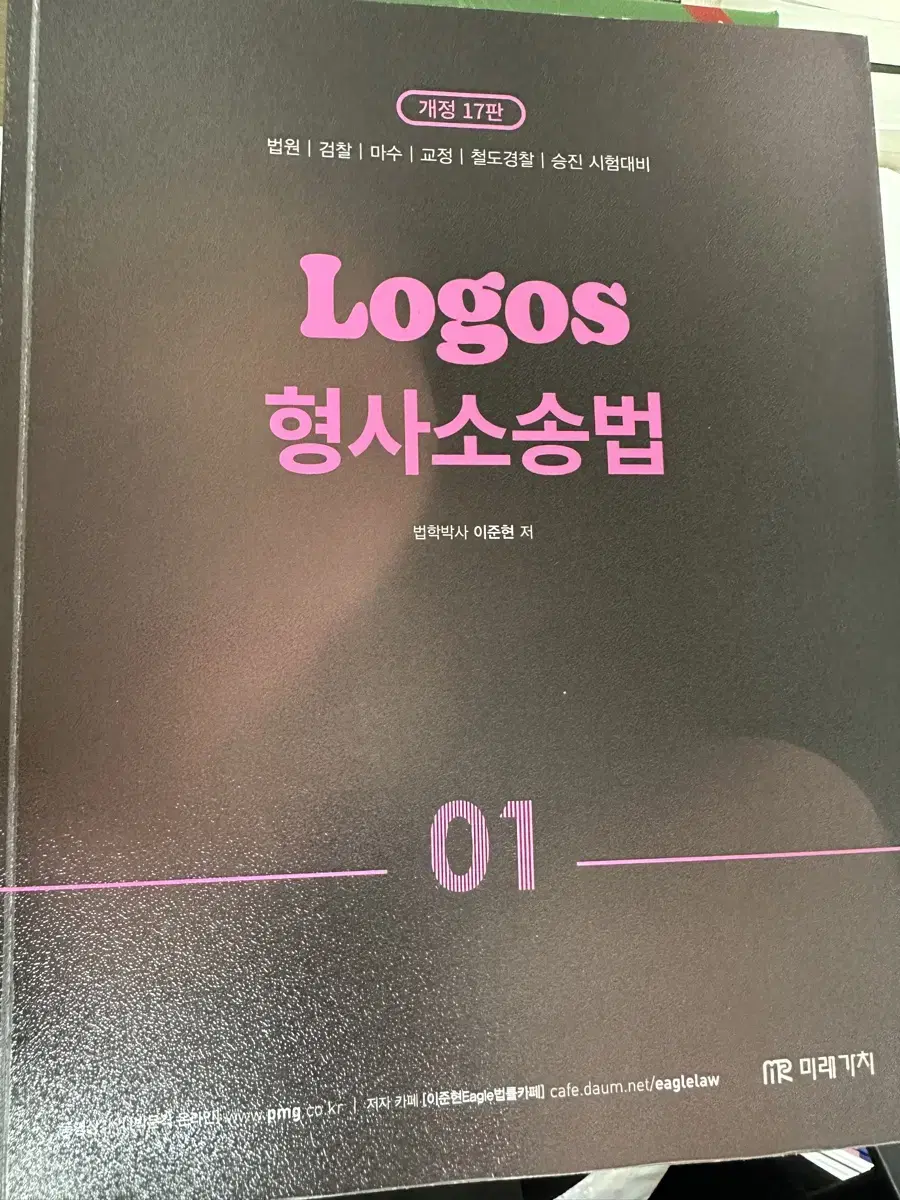 개정 17판
법원 | 검찰 | 마수 | 교정 | 철도경찰 | 승진 시험대비
Logos
형사소송법
법학박사 이준현 저
01
온라인] www.pmg.co.kr | 저자 카페 [이준현Eagle법률카페] cafe.daum.net/eaglelaw
미래가치